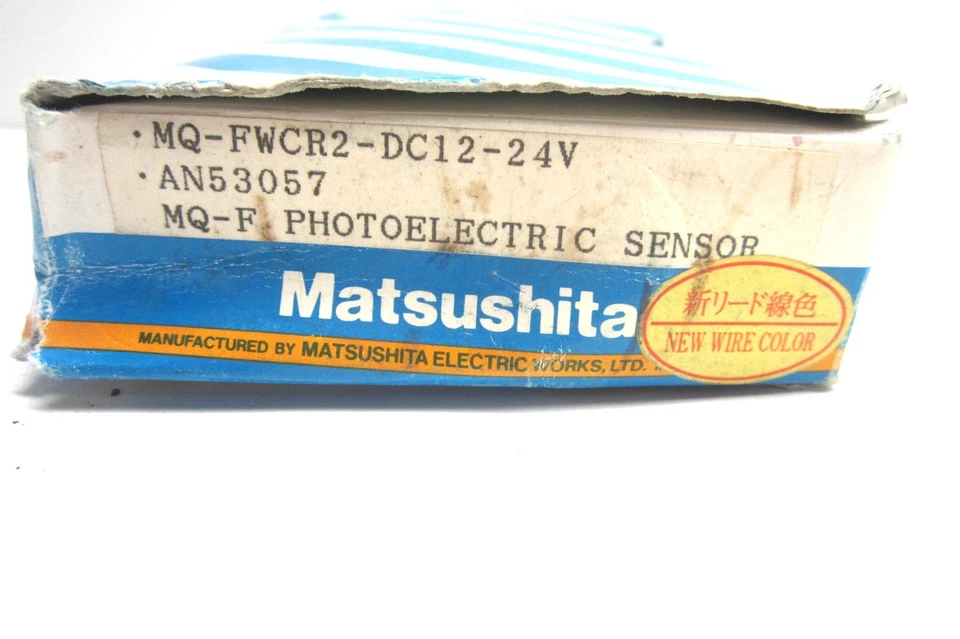 ・MQ-FWCR2-DC12-24V
・AN53057
MQ-F PHOTOELECTRIC SENSOR
Matsushita
MANUFACTURED BY MATSUSHITA ELECTRIC WORKS, LTD.
新リード線色
NEW WIRE COLOR